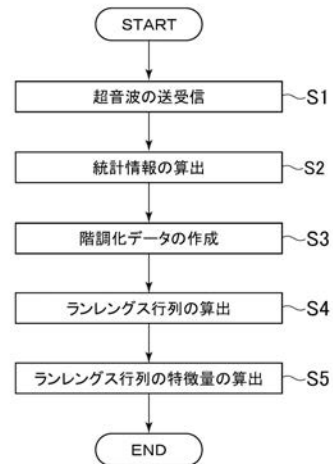 START
超音波の送受信 S1
統計情報の算出 S2
階調化データの作成 S3
ランレングス行列の算出 S4
ランレングス行列の特徴量の算出 S5
END